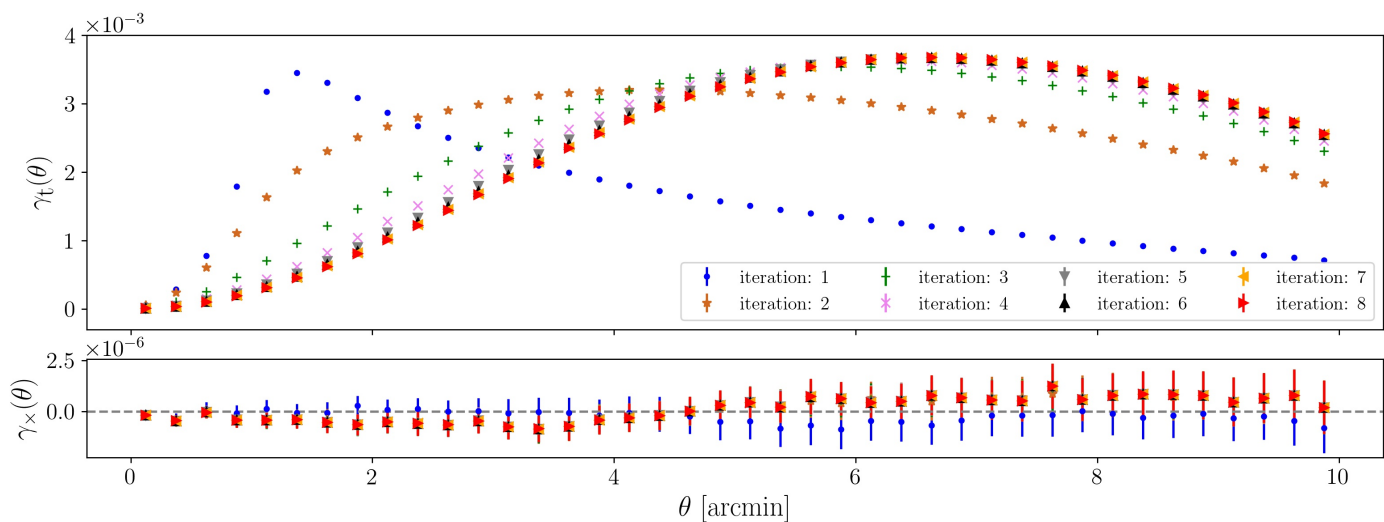 ×10⁻³
4
3
2
1
0
γt(θ)
iteration: 1
iteration: 2
iteration: 3
iteration: 4
iteration: 5
iteration: 6
iteration: 7
iteration: 8
×10⁻⁶
2.5
0.0
γ×(θ)
0 2 4 6 8 10
θ [arcmin]